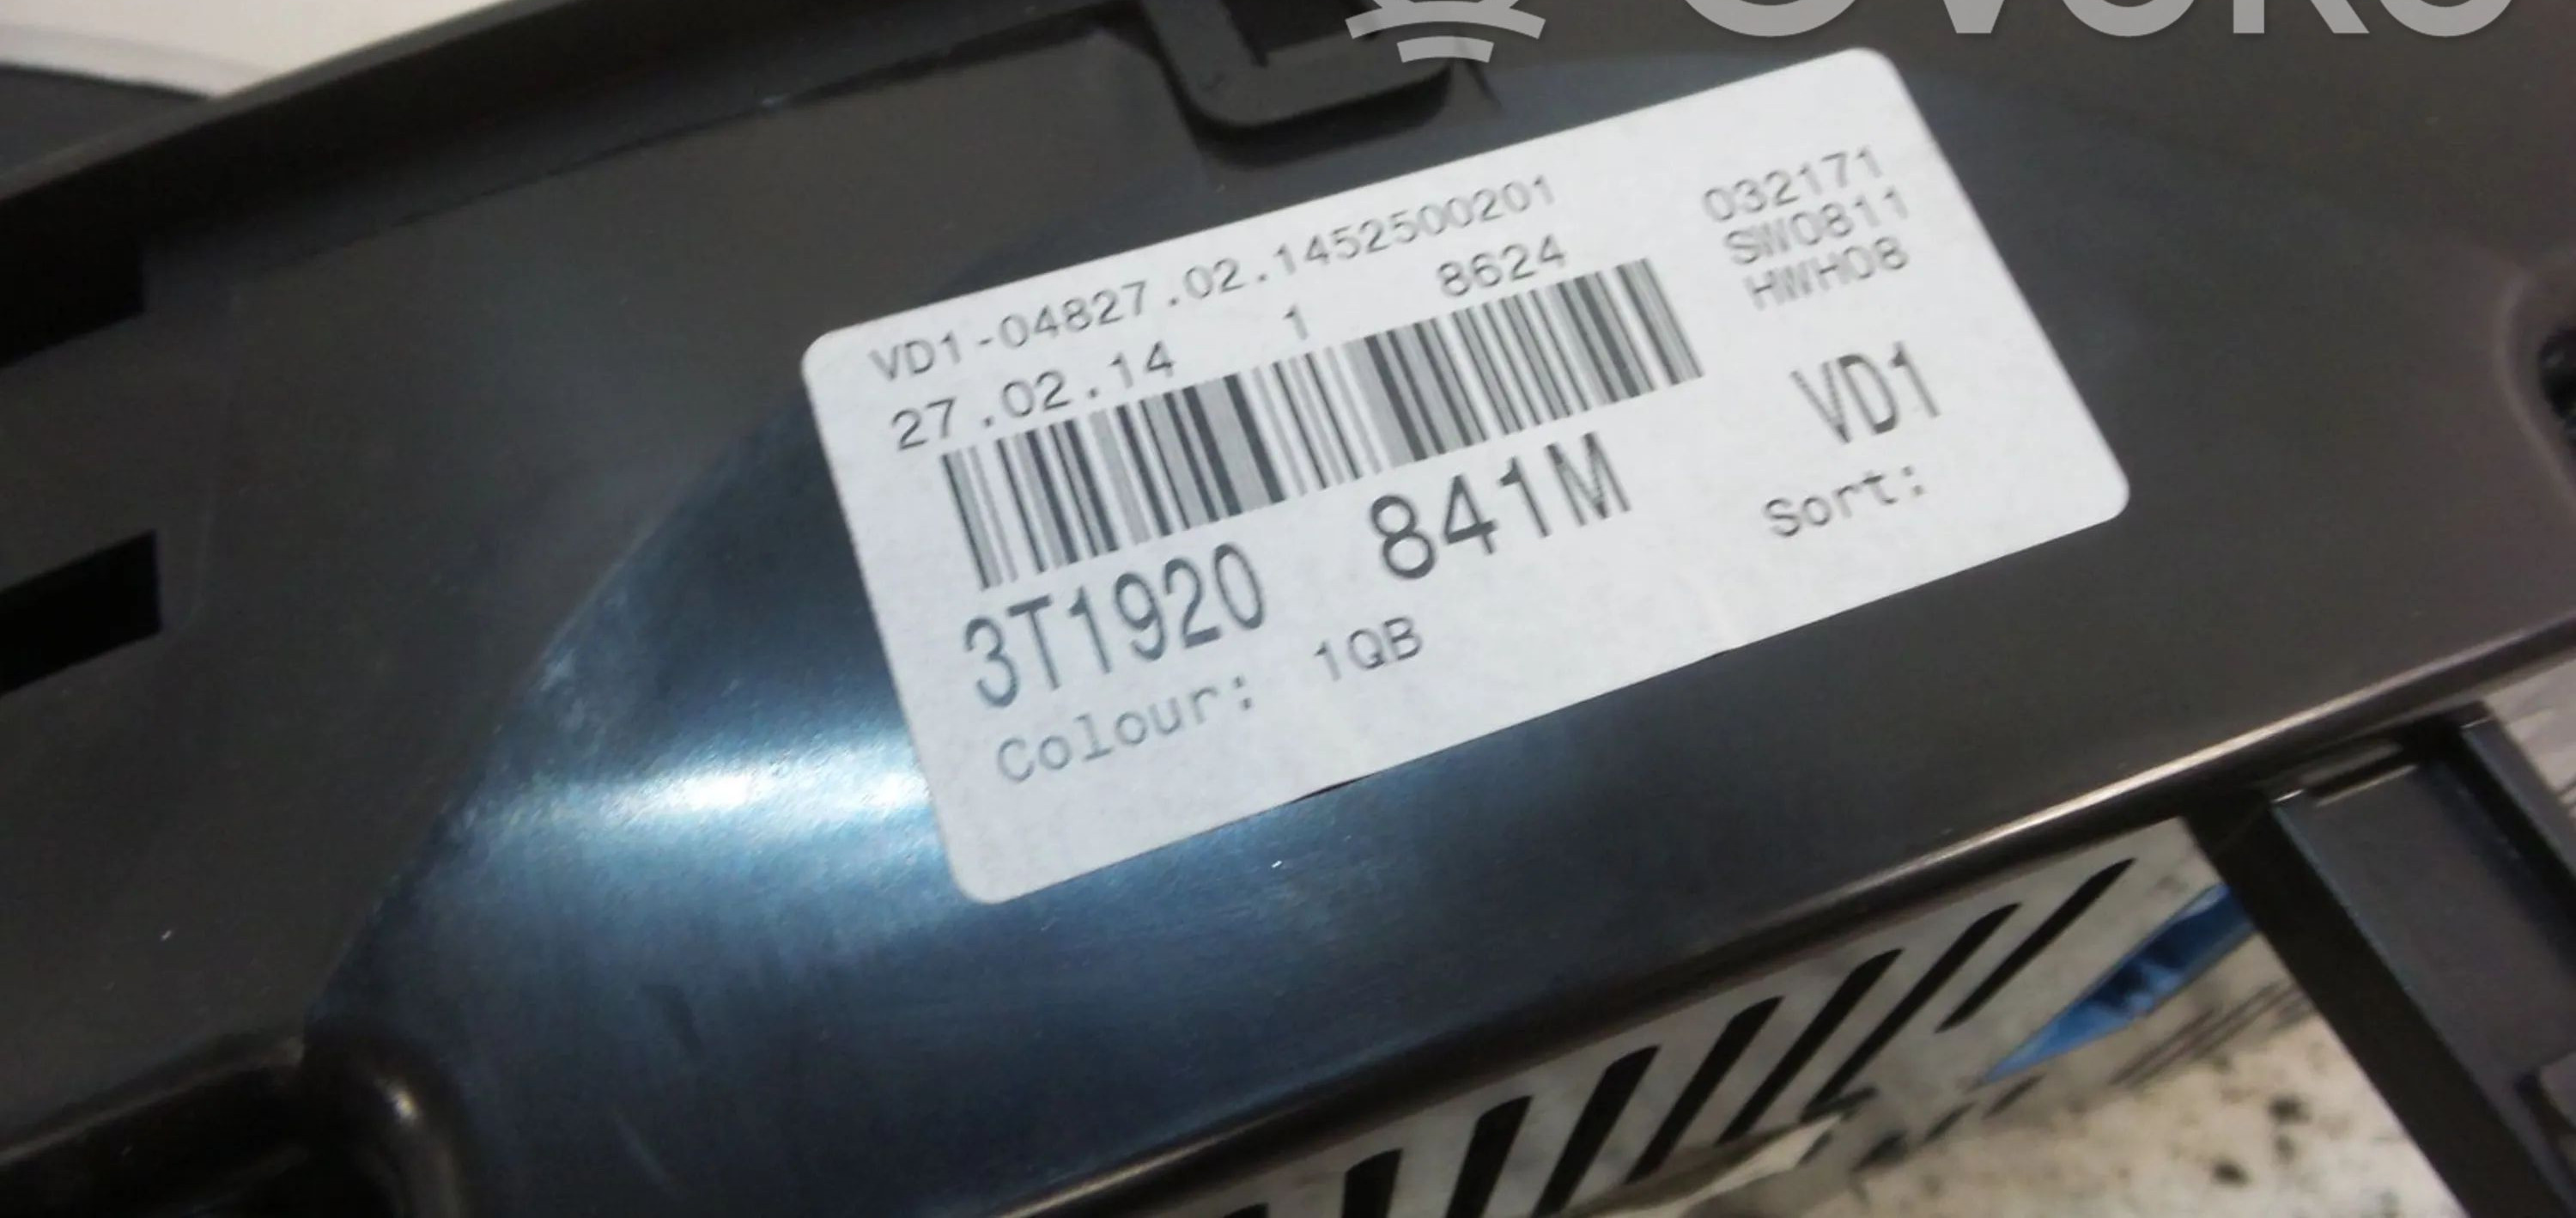 VD1-04827.02.1452500201
27.02.14 1 8624
032171
SW0811
HWH08
3T1920 841M
VD1
Colour: 1QB
Sort: